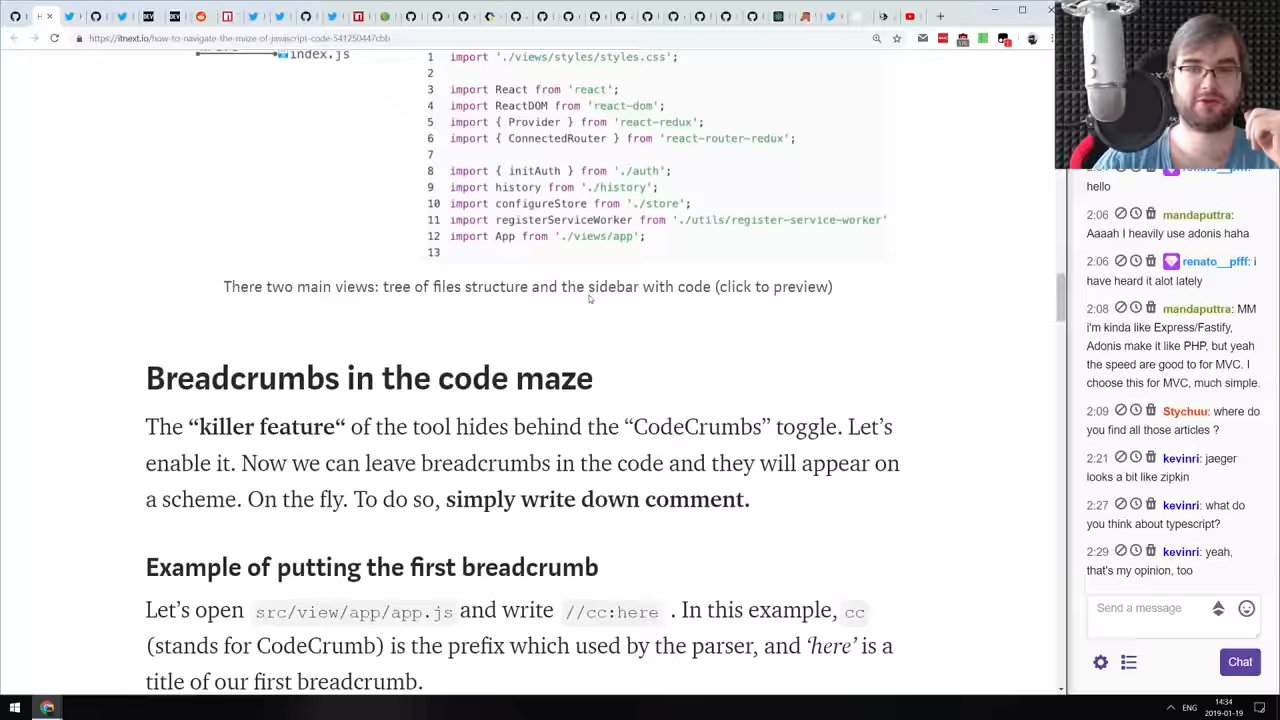 https://itnext.io/how-to-navigate-the-maze-of-javascript-code-541250447cbb
index.js
1 import './views/styles/styles.css';
2
3 import React from 'react';
4 import ReactDOM from 'react-dom';
5 import { Provider } from 'react-redux';
6 import { ConnectedRouter } from 'react-router-redux';
7
8 import { initAuth } from './auth';
9 import history from './history';
10 import configureStore from './store';
11 import registerServiceWorker from './utils/register-service-worker'
12 import App from './views/app';
13
There two main views: tree of files structure and the sidebar with code (click to preview)
Breadcrumbs in the code maze
The “killer feature“ of the tool hides behind the “CodeCrumbs” toggle. Let’s
enable it. Now we can leave breadcrumbs in the code and they will appear on
a scheme. On the fly. To do so, simply write down comment.
Example of putting the first breadcrumb
Let’s open src/view/app/app.js and write //cc:here . In this example, cc
(stands for CodeCrumb) is the prefix which used by the parser, and ‘here’ is a
title of our first breadcrumb.
hello
2:06 mandaputtra:
Aaaah I heavily use adonis haha
2:06 renato__pfff: i
have heard it alot lately
2:08 mandaputtra: MM
i'm kinda like Express/Fastify,
Adonis make it like PHP, but yeah
the speed are good to for MVC. I
choose this for MVC, much simple.
2:09 Stychuu: where do
you find all those articles ?
2:21 kevinri: jaeger
looks a bit like zipkin
2:27 kevinri: what do
you think about typescript?
2:29 kevinri: yeah,
that's my opinion, too
Send a message
Chat
ENG
14:34
2019-01-19